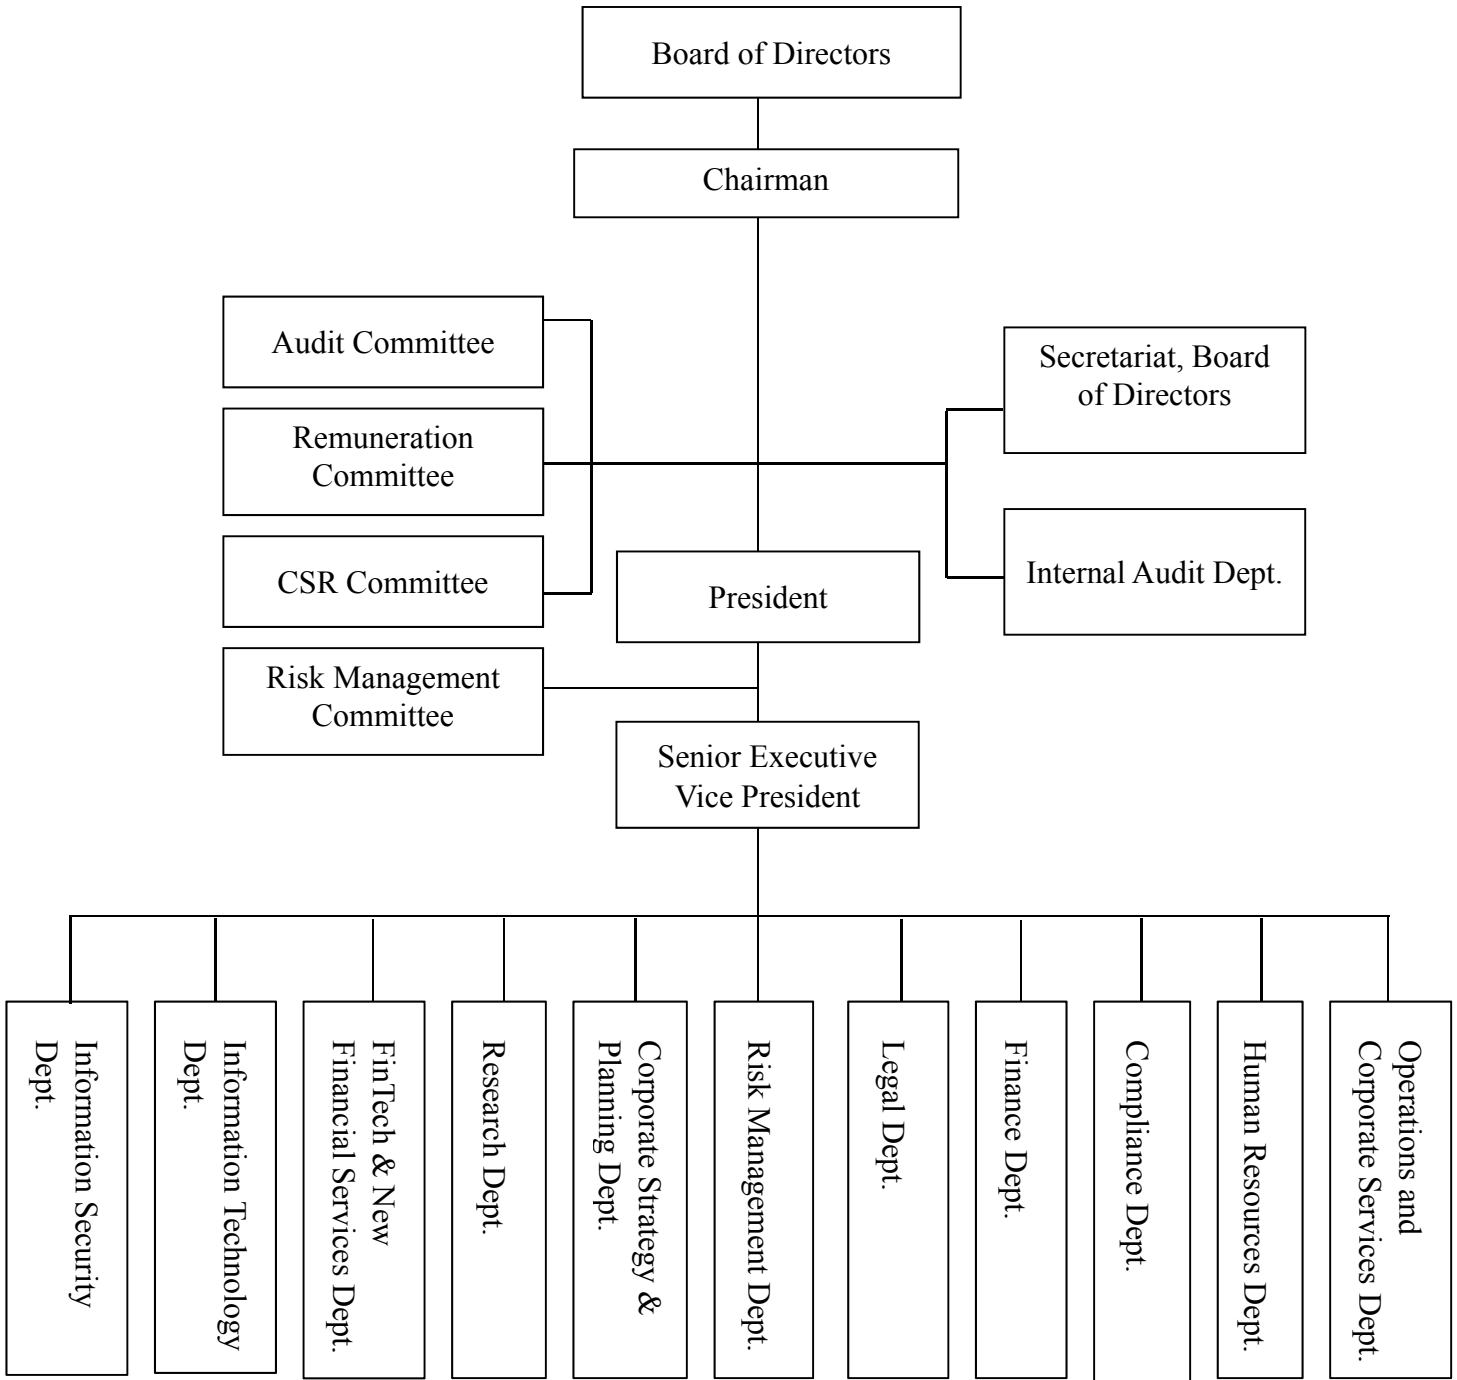 Board of Directors
Chairman
Audit Committee
Remuneration
Committee
CSR Committee
Risk Management
Committee
Secretariat, Board
of Directors
Internal Audit Dept.
President
Senior Executive
Vice President
Information Security
Dept.
Information Technology
Dept.
FinTech & New
Financial Services Dept.
Research Dept.
Corporate Strategy &
Planning Dept.
Risk Management Dept.
Legal Dept.
Finance Dept.
Compliance Dept.
Human Resources Dept.
Operations and
Corporate Services Dept.